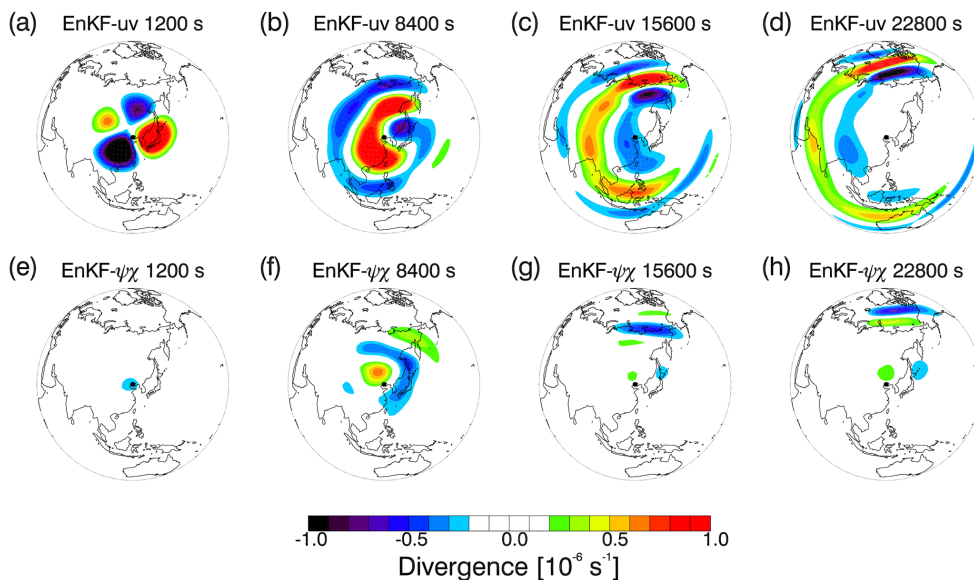 (a) EnKF-uv 1200 s
(b) EnKF-uv 8400 s
(c) EnKF-uv 15600 s
(d) EnKF-uv 22800 s
(e) EnKF-ψχ 1200 s
(f) EnKF-ψχ 8400 s
(g) EnKF-ψχ 15600 s
(h) EnKF-ψχ 22800 s
-1.0 -0.5 0.0 0.5 1.0
Divergence [10⁻⁶ s⁻¹]